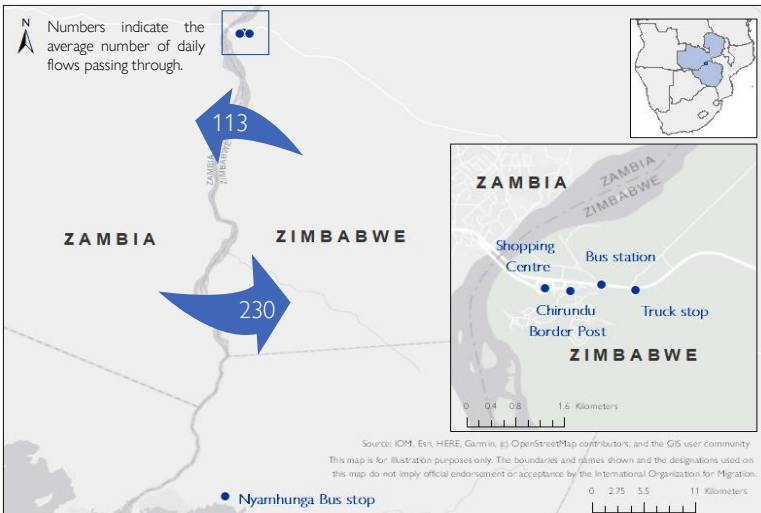 N
Numbers indicate the
average number of daily
flows passing through.
113
ZAMBIA
ZIMBABWE
ZAMBIA
ZIMBABWE
230
ZAMBIA
ZAMBIA
ZIMBABWE
Shopping
Centre
Bus station
Chirundu
Border Post
Truck stop
ZIMBABWE
0 0.4 0.8 1.6 Kilometers
Source: IOM, Esri, HERE, Garmin, (c) OpenStreetMap contributors, and the GIS user community
This map is for illustration purposes only. The boundaries and names shown and the designations used on
this map do not imply official endorsement or acceptance by the International Organization for Migration.
Nyamhunga Bus stop
0 2.75 5.5 11 Kilometers